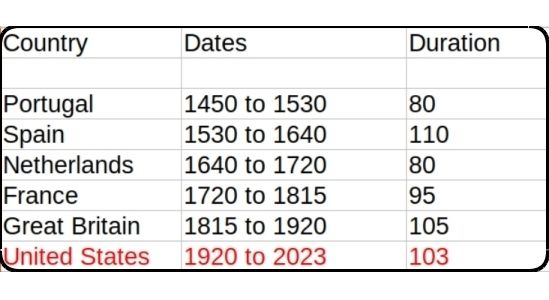 Country Dates Duration
Portugal 1450 to 1530 80
Spain 1530 to 1640 110
Netherlands 1640 to 1720 80
France 1720 to 1815 95
Great Britain 1815 to 1920 105
United States 1920 to 2023 103